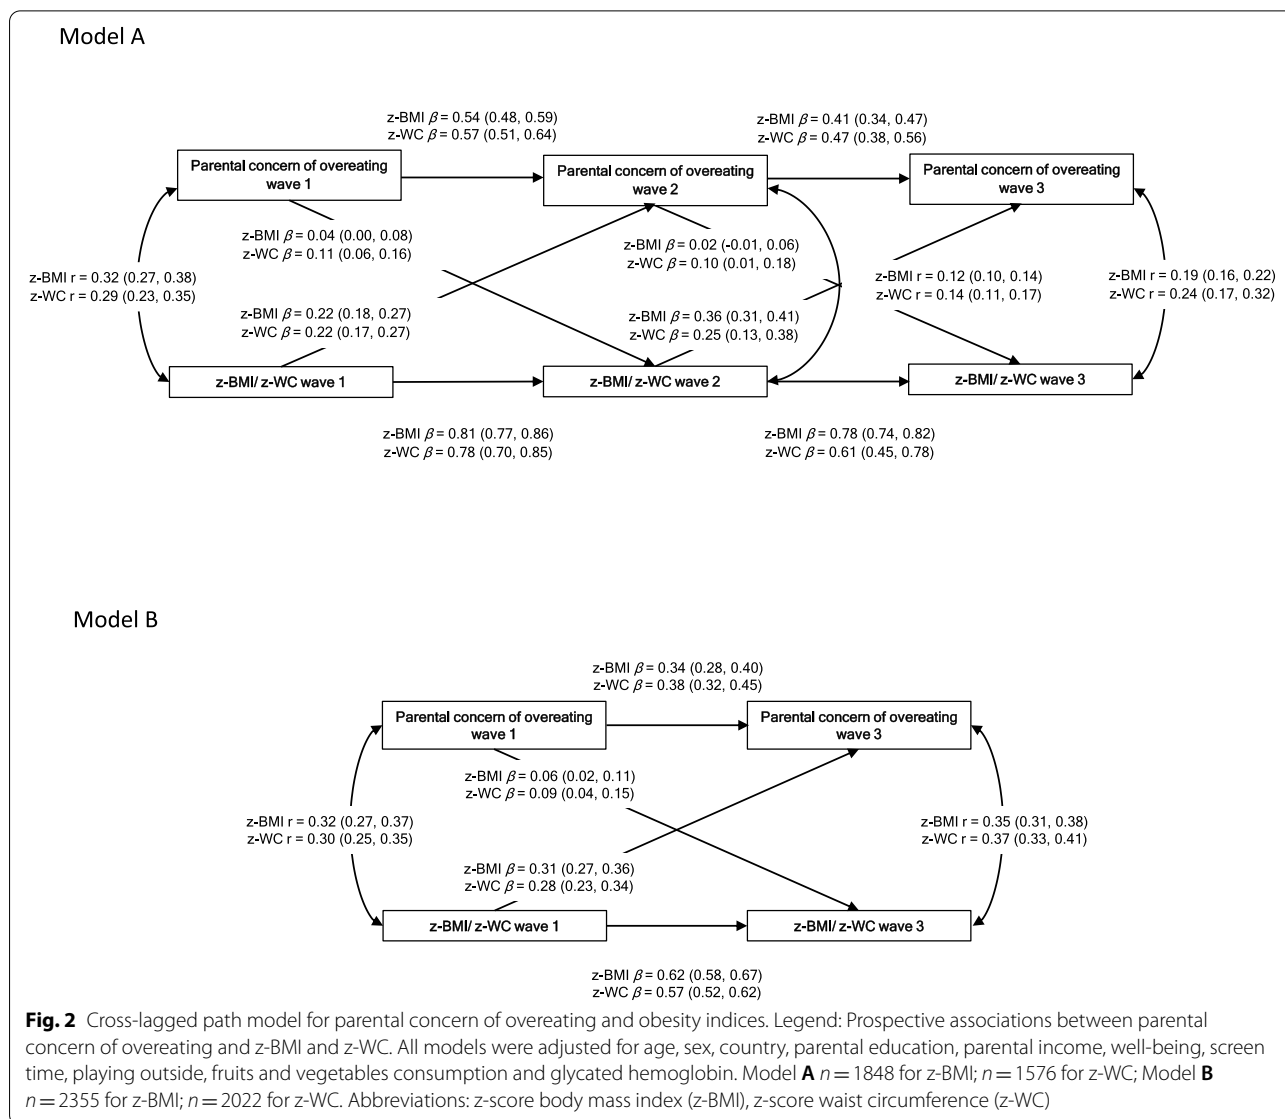 Model A
z-BMI β = 0.54 (0.48, 0.59)
z-WC β = 0.57 (0.51, 0.64)
z-BMI β = 0.41 (0.34, 0.47)
z-WC β = 0.47 (0.38, 0.56)
Parental concern of overeating
wave 1
Parental concern of overeating
wave 2
Parental concern of overeating
wave 3
z-BMI β = 0.04 (0.00, 0.08)
z-WC β = 0.11 (0.06, 0.16)
z-BMI β = 0.02 (-0.01, 0.06)
z-WC β = 0.10 (0.01, 0.18)
z-BMI r = 0.32 (0.27, 0.38)
z-WC r = 0.29 (0.23, 0.35)
z-BMI r = 0.12 (0.10, 0.14)
z-WC r = 0.14 (0.11, 0.17)
z-BMI r = 0.19 (0.16, 0.22)
z-WC r = 0.24 (0.17, 0.32)
z-BMI β = 0.22 (0.18, 0.27)
z-WC β = 0.22 (0.17, 0.27)
z-BMI β = 0.36 (0.31, 0.41)
z-WC β = 0.25 (0.13, 0.38)
z-BMI/ z-WC wave 1
z-BMI/ z-WC wave 2
z-BMI/ z-WC wave 3
z-BMI β = 0.81 (0.77, 0.86)
z-WC β = 0.78 (0.70, 0.85)
z-BMI β = 0.78 (0.74, 0.82)
z-WC β = 0.61 (0.45, 0.78)
Model B
z-BMI β = 0.34 (0.28, 0.40)
z-WC β = 0.38 (0.32, 0.45)
Parental concern of overeating
wave 1
Parental concern of overeating
wave 3
z-BMI β = 0.06 (0.02, 0.11)
z-WC β = 0.09 (0.04, 0.15)
z-BMI r = 0.32 (0.27, 0.37)
z-WC r = 0.30 (0.25, 0.35)
z-BMI r = 0.35 (0.31, 0.38)
z-WC r = 0.37 (0.33, 0.41)
z-BMI β = 0.31 (0.27, 0.36)
z-WC β = 0.28 (0.23, 0.34)
z-BMI/ z-WC wave 1
z-BMI/ z-WC wave 3
z-BMI β = 0.62 (0.58, 0.67)
z-WC β = 0.57 (0.52, 0.62)
Fig. 2 Cross-lagged path model for parental concern of overeating and obesity indices. Legend: Prospective associations between parental
concern of overeating and z-BMI and z-WC. All models were adjusted for age, sex, country, parental education, parental income, well-being, screen
time, playing outside, fruits and vegetables consumption and glycated hemoglobin. Model A n = 1848 for z-BMI; n = 1576 for z-WC; Model B
n = 2355 for z-BMI; n = 2022 for z-WC. Abbreviations: z-score body mass index (z-BMI), z-score waist circumference (z-WC)